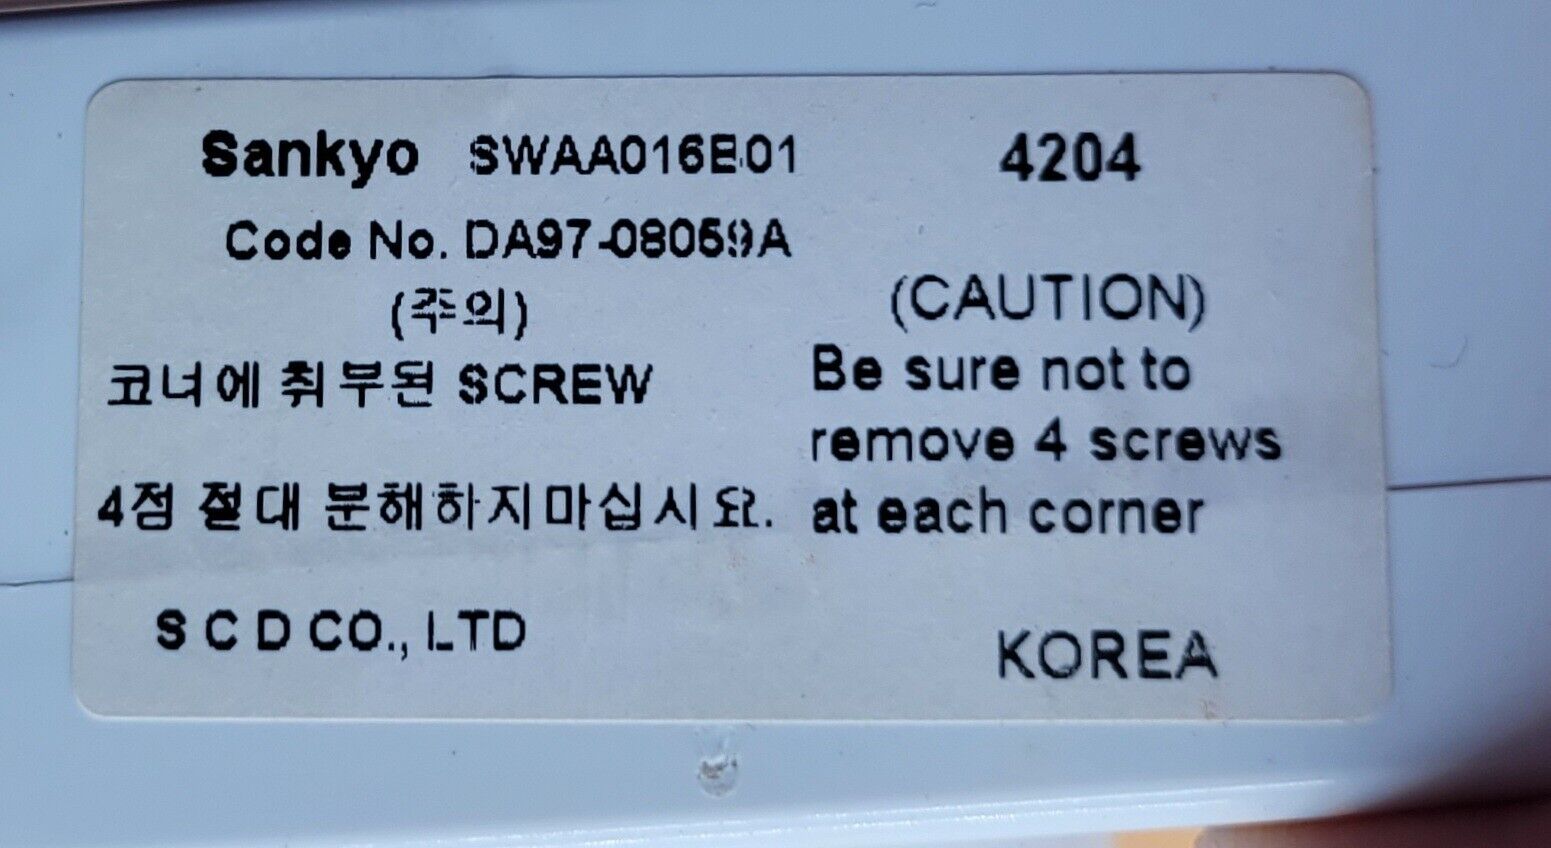 Sankyo SWAA016E01 4204
Code No. DA97-08059A
(주의)
코너에 취부된 SCREW
4점 절대 분해하지마십시요.
(CAUTION)
Be sure not to
remove 4 screws
at each corner
S C D CO., LTD
KOREA